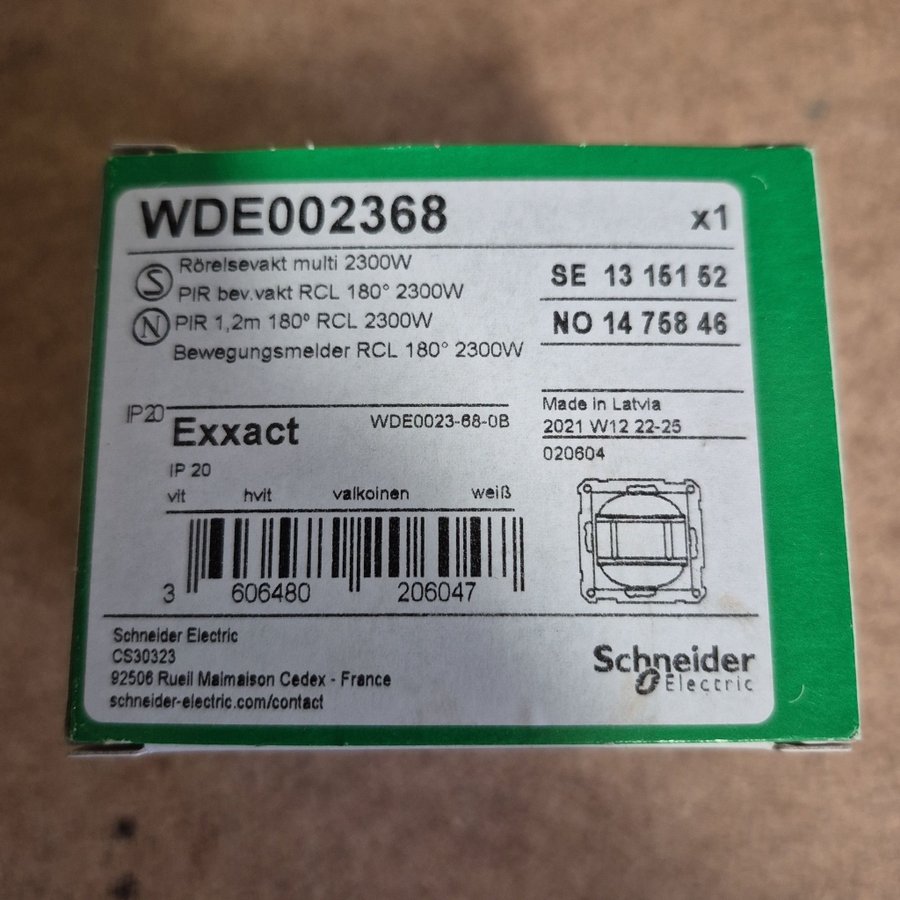 WDE002368
x1
Rörelsevakt multi 2300W
PIR bev.vakt RCL 180° 2300W
PIR 1,2m 180º RCL 2300W
Bewegungsmelder RCL 180° 2300W
S
N
SE 13 151 52
NO 14 758 46
IP20
Exxact
WDE0023-68-0B
IP 20
vit hvit valkoinen weiß
Made in Latvia
2021 W12 22-25
020604
3 606480 206047
Schneider Electric
CS30323
92506 Rueil Malmaison Cedex - France
schneider-electric.com/contact
Schneider
Electric